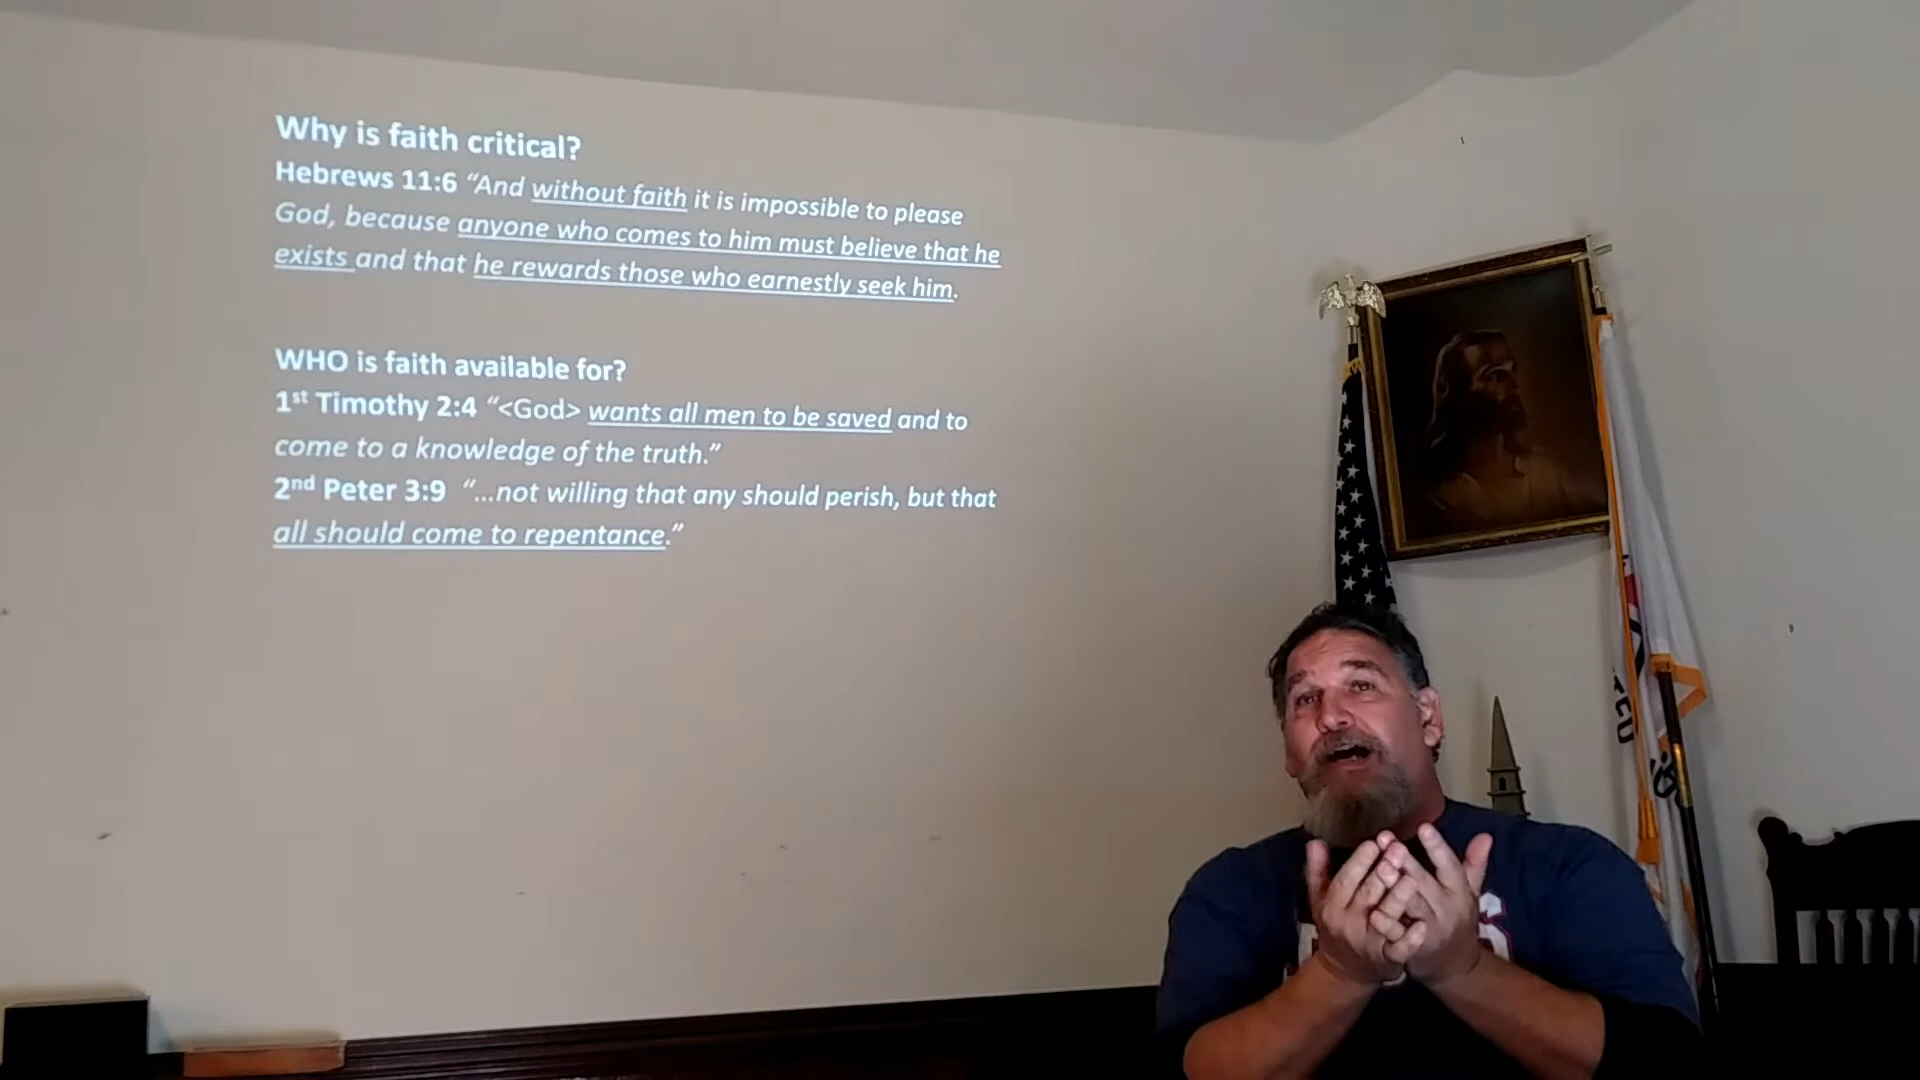 Why is faith critical?
Hebrews 11:6 “And without faith it is impossible to please
God, because anyone who comes to him must believe that he
exists and that he rewards those who earnestly seek him.
WHO is faith available for?
1st Timothy 2:4 “<God> wants all men to be saved and to
come to a knowledge of the truth.”
2nd Peter 3:9 “...not willing that any should perish, but that
all should come to repentance.”